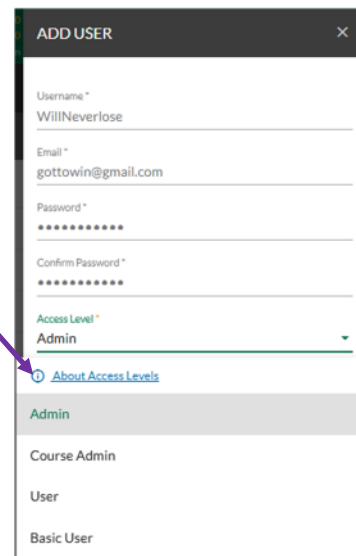 ADD USER ×
Username *
WillNeverlose
Email *
gottowin@gmail.com
Password *
•••••••••••
Confirm Password *
•••••••••••
Access Level *
Admin
About Access Levels
Admin
Course Admin
User
Basic User